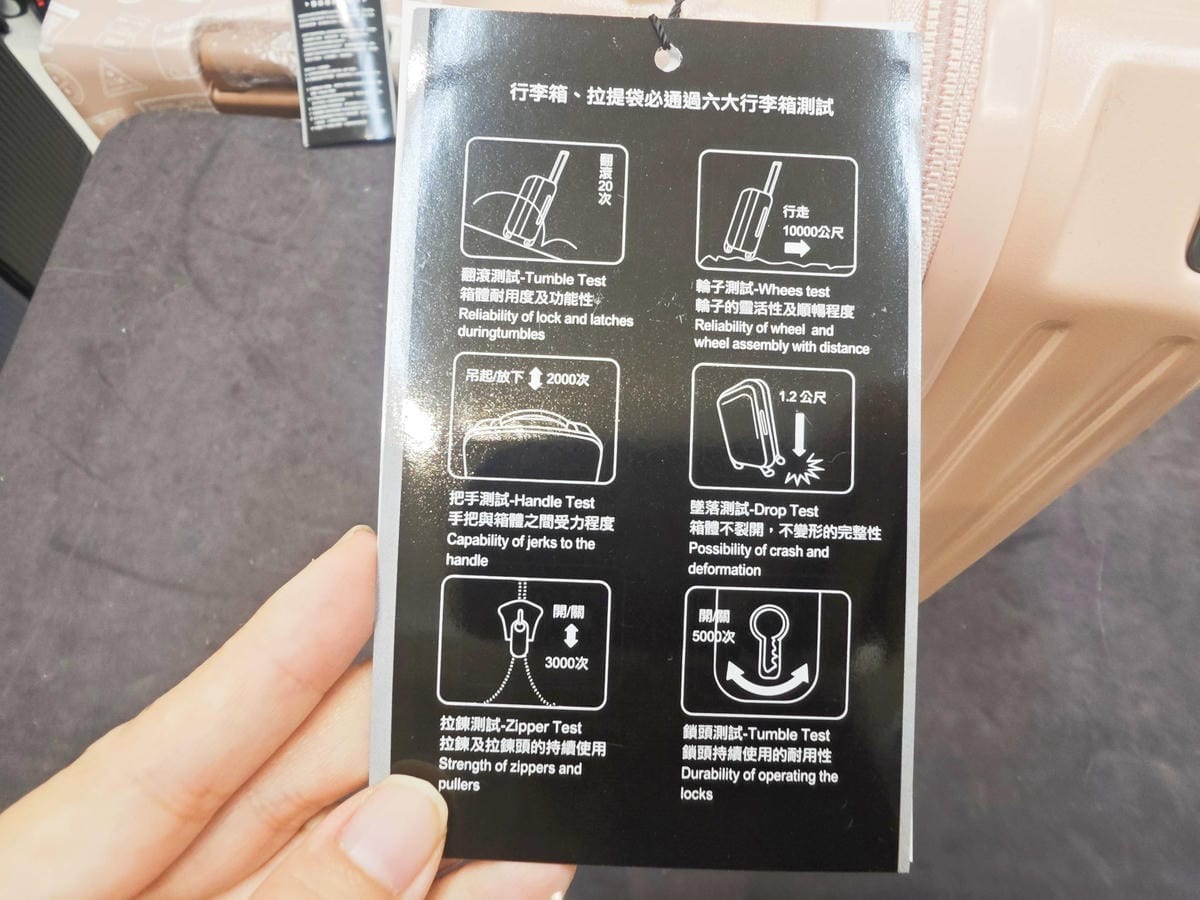 行李箱、拉提袋必通過六大行李箱測試
翻滾20次
翻滾測試-Tumble Test
箱體耐用度及功能性
Reliability of lock and latches
duringtumbles
行走
10000公尺
輪子測試-Whees test
輪子的靈活性及順暢程度
Reliability of wheel and
wheel assembly with distance
吊起/放下 2000次
把手測試-Handle Test
手把與箱體之間受力程度
Capability of jerks to the
handle
1.2 公尺
墜落測試-Drop Test
箱體不裂開，不變形的完整性
Possibility of crash and
deformation
開/關
3000次
拉鍊測試-Zipper Test
拉鍊及拉鍊頭的持續使用
Strength of zippers and
pullers
開/關
5000次
鎖頭測試-Tumble Test
鎖頭持續使用的耐用性
Durability of operating the
locks